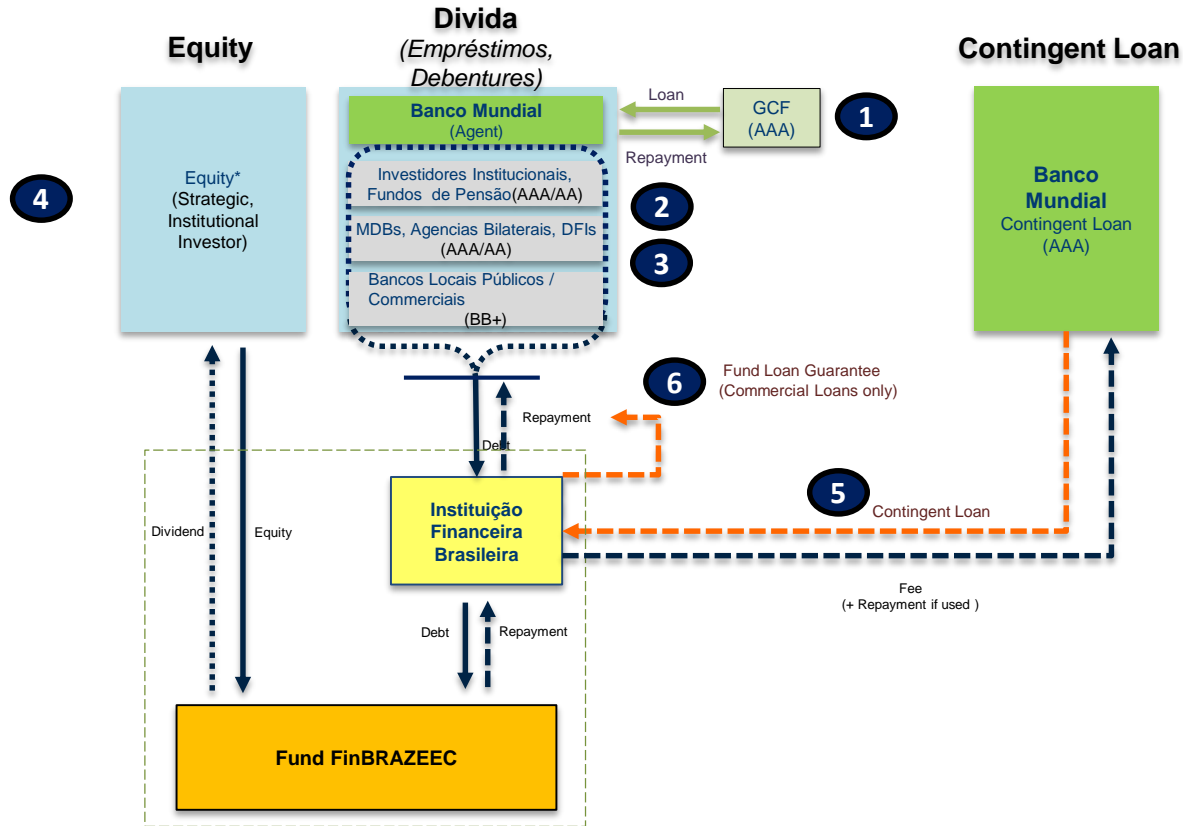 Equity
Divida
(Empréstimos,
Debentures)
Contingent Loan
4
Equity*
(Strategic,
Institutional
Investor)
Banco Mundial
(Agent)
Investidores Institucionais,
Fundos de Pensão(AAA/AA)
MDBs, Agencias Bilaterais, DFIs
(AAA/AA)
Bancos Locais Públicos /
Commerciais
(BB+)
Loan
Repayment
GCF
(AAA)
1
2
3
Banco
Mundial
Contingent Loan
(AAA)
6
Fund Loan Guarantee
(Commercial Loans only)
Repayment
Debt
Instituição
Financeira
Brasileira
5
Contingent Loan
Fee
(+ Repayment if used )
Dividend
Equity
Debt
Repayment
Fund FinBRAZEEC